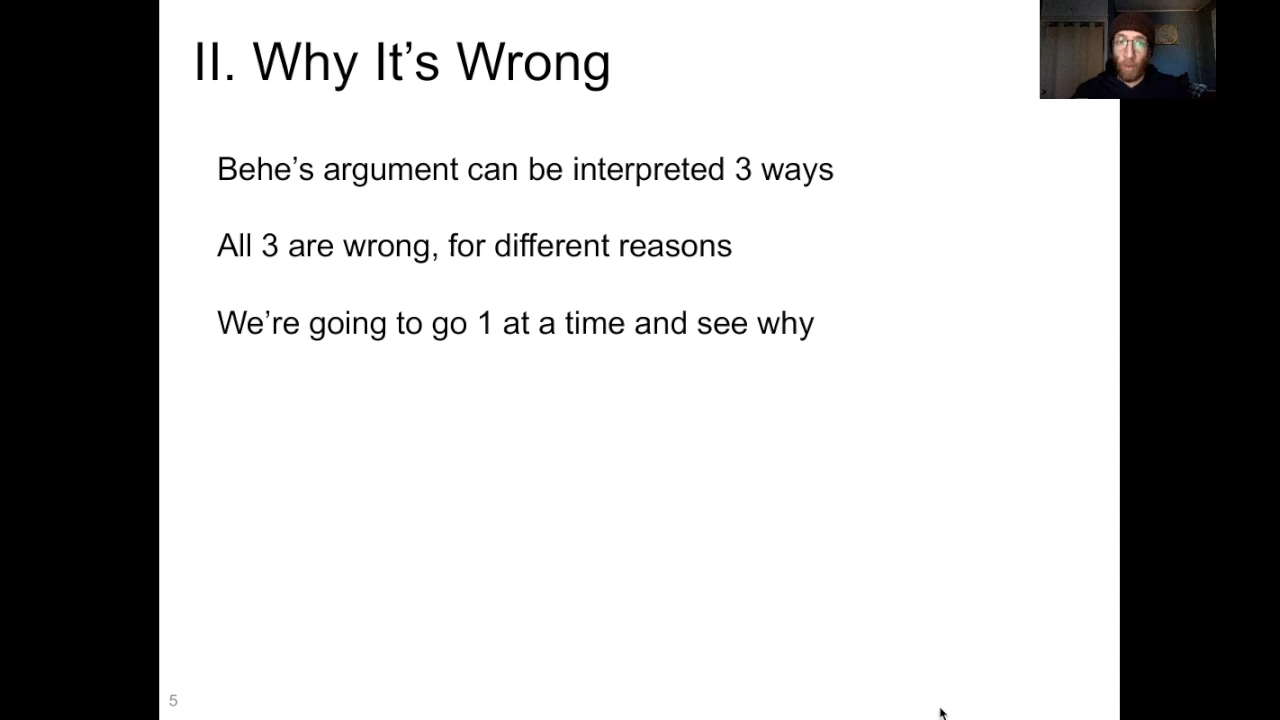 II. Why It’s Wrong
Behe’s argument can be interpreted 3 ways
All 3 are wrong, for different reasons
We’re going to go 1 at a time and see why
5